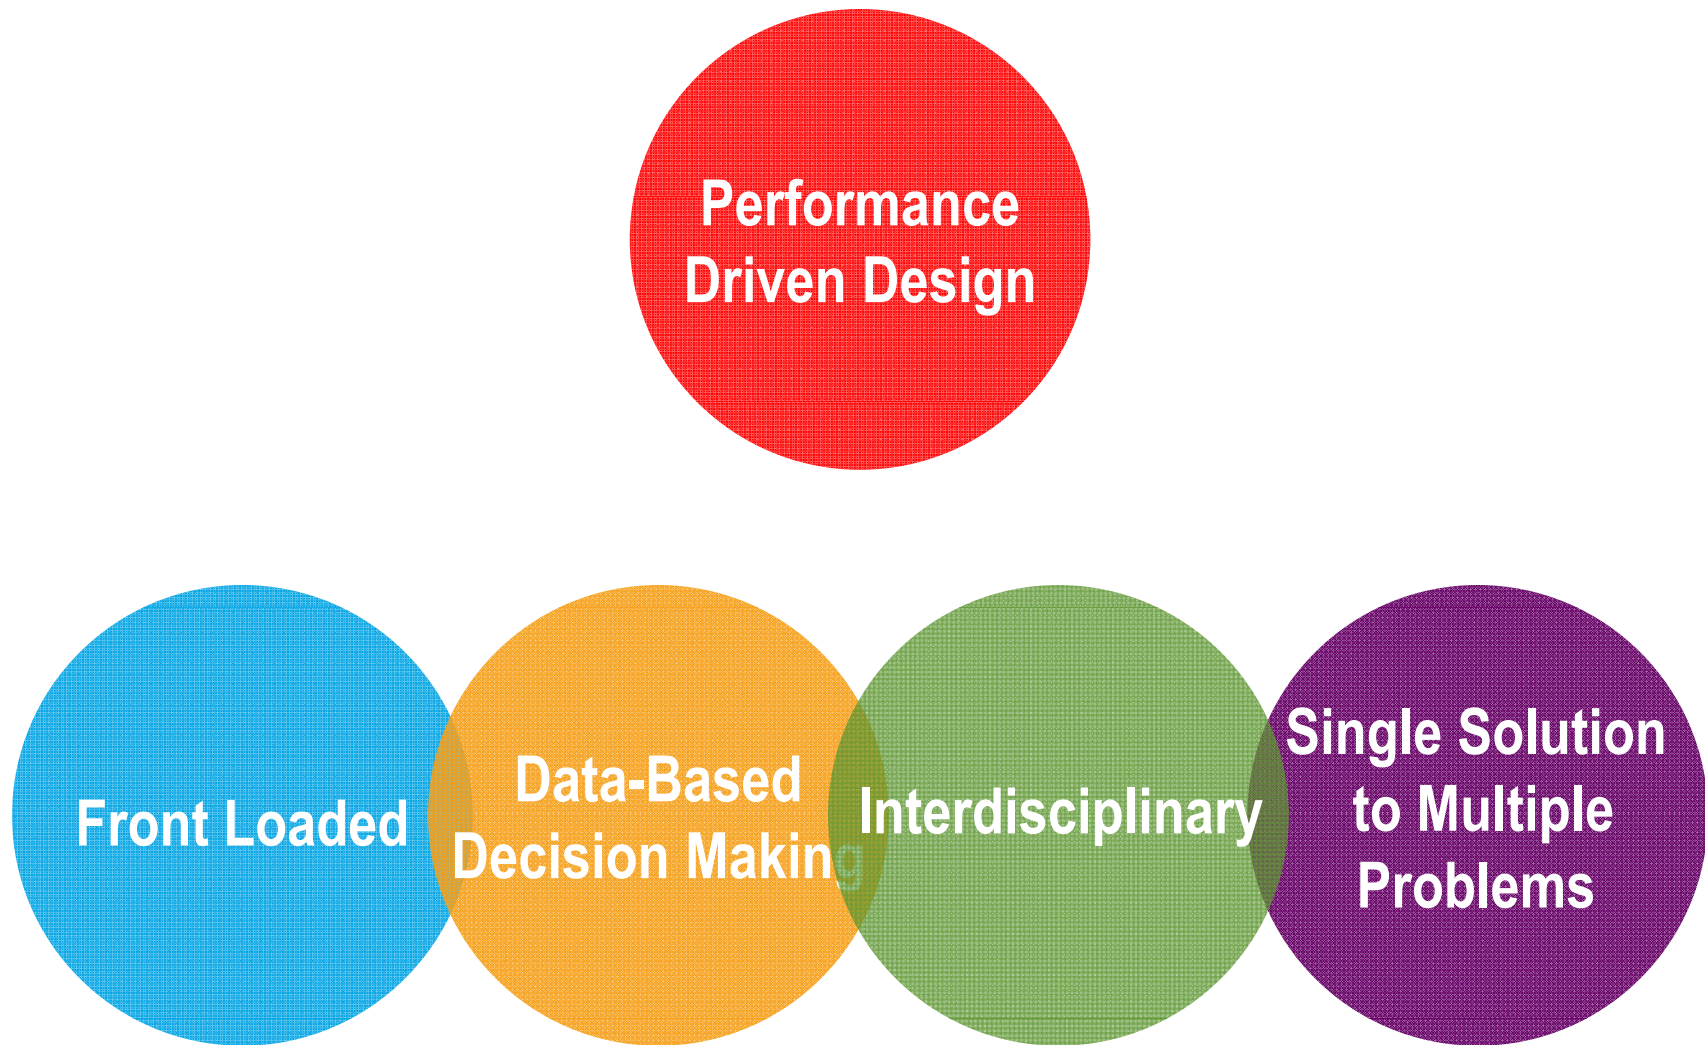 Performance
Driven Design
Front Loaded
Data-Based
Decision Making
Interdisciplinary
Single Solution
to Multiple
Problems